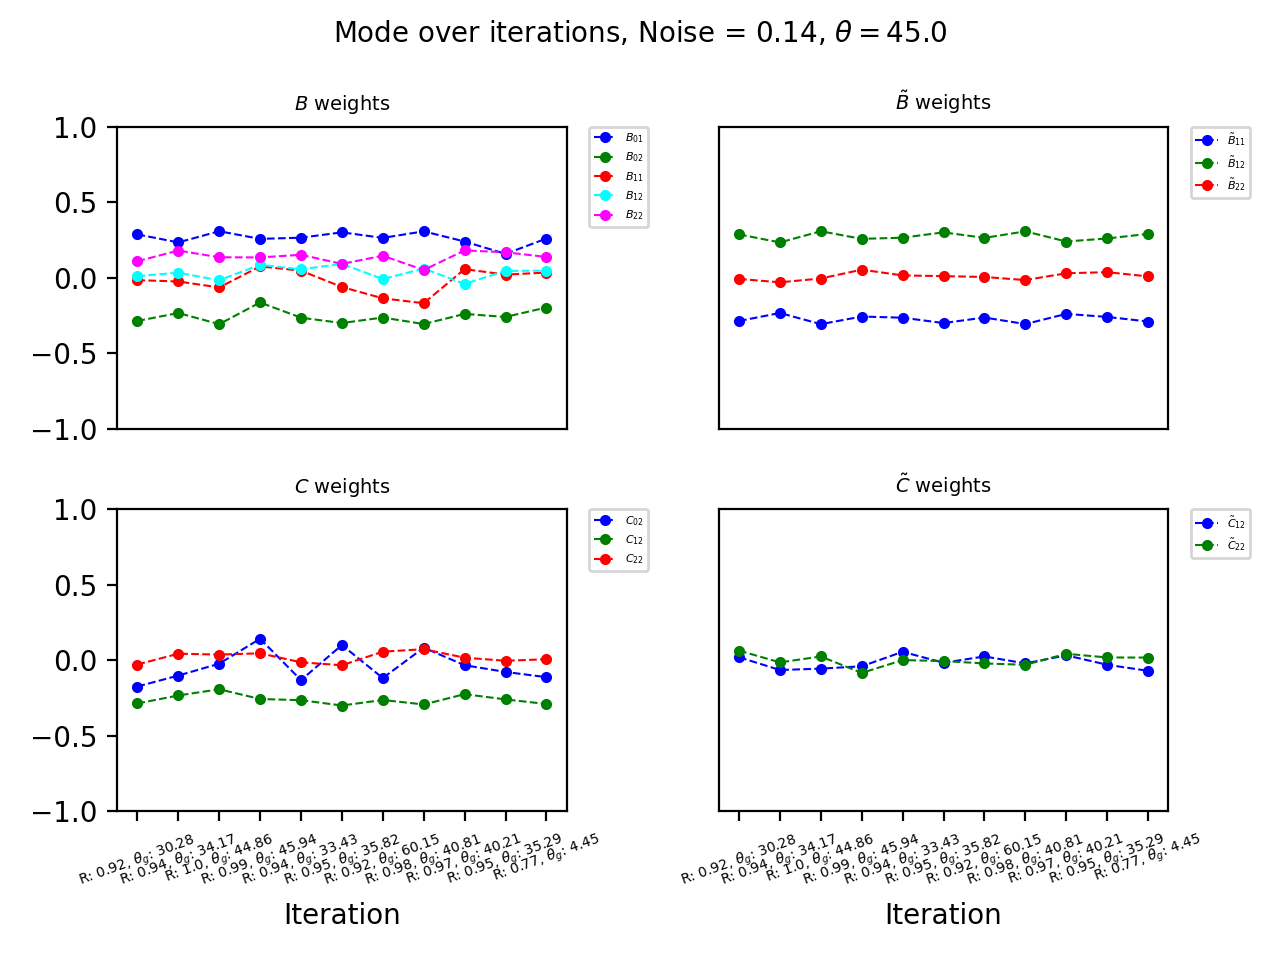 Mode over iterations, Noise = 0.14, θ = 45.0
B weights
1.0
0.5
0.0
−0.5
−1.0
B₀₁
B₀₂
B₁₁
B₁₂
B₂₂
B̃ weights
B̃₁₁
B̃₁₂
B̃₂₂
C weights
1.0
0.5
0.0
−0.5
−1.0
C₀₂
C₁₂
C₂₂
R: 0.92, θg: 30.28
R: 0.94, θg: 34.17
R: 1.0, θg: 44.86
R: 0.99, θg: 45.94
R: 0.94, θg: 33.43
R: 0.95, θg: 35.82
R: 0.92, θg: 60.15
R: 0.98, θg: 40.81
R: 0.97, θg: 40.21
R: 0.95, θg: 35.29
R: 0.77, θg: 4.45
Iteration
C̃ weights
C̃₁₂
C̃₂₂
R: 0.92, θg: 30.28
R: 0.94, θg: 34.17
R: 1.0, θg: 44.86
R: 0.99, θg: 45.94
R: 0.94, θg: 33.43
R: 0.95, θg: 35.82
R: 0.92, θg: 60.15
R: 0.98, θg: 40.81
R: 0.97, θg: 40.21
R: 0.95, θg: 35.29
R: 0.77, θg: 4.45
Iteration